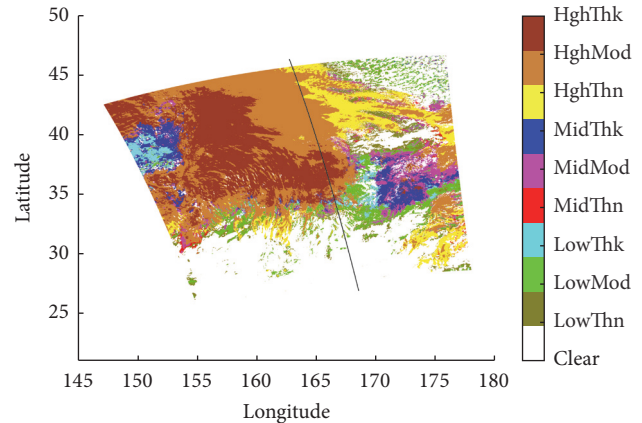 50
45
40
35
30
25
Latitude
145
150
155
160
165
170
175
180
Longitude
HghThk
HghMod
HghThn
MidThk
MidMod
MidThn
LowThk
LowMod
LowThn
Clear